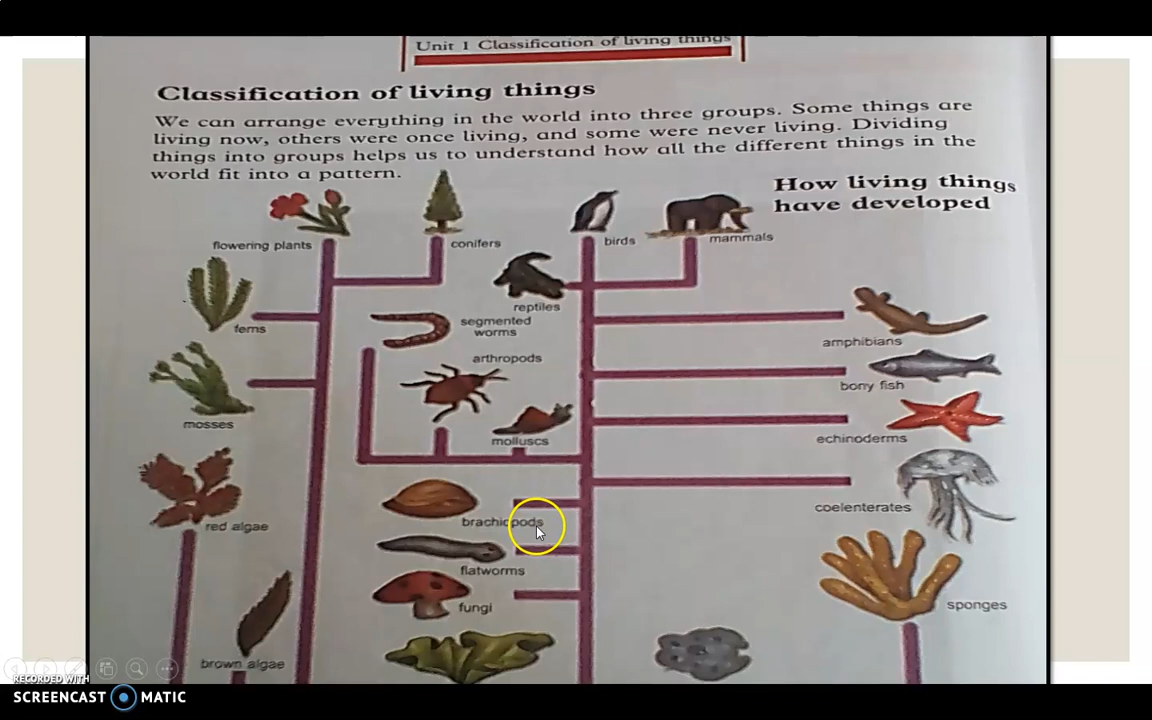 Unit 1 Classification of living things
Classification of living things
We can arrange everything in the world into three groups. Some things are
living now, others were once living, and some were never living. Dividing
things into groups helps us to understand how all the different things in the
world fit into a pattern.
How living things
have developed
flowering plants
conifers
birds
mammals
reptiles
ferns
segmented
worms
amphibians
arthropods
bony fish
mosses
molluscs
echinoderms
red algae
brachiopods
coelenterates
flatworms
fungi
sponges
brown algae
RECORDED WITH
SCREENCAST MATIC